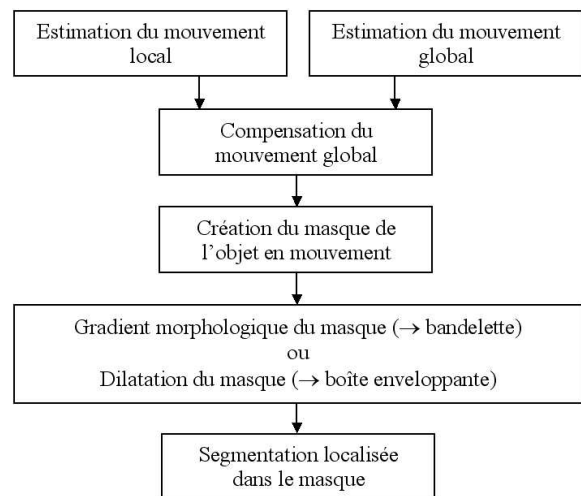 Estimation du mouvement
local
Estimation du mouvement
global
Compensation du
mouvement global
Création du masque de
l'objet en mouvement
Gradient morphologique du masque (→ bandelette)
ou
Dilatation du masque (→ boîte enveloppante)
Segmentation localisée
dans le masque